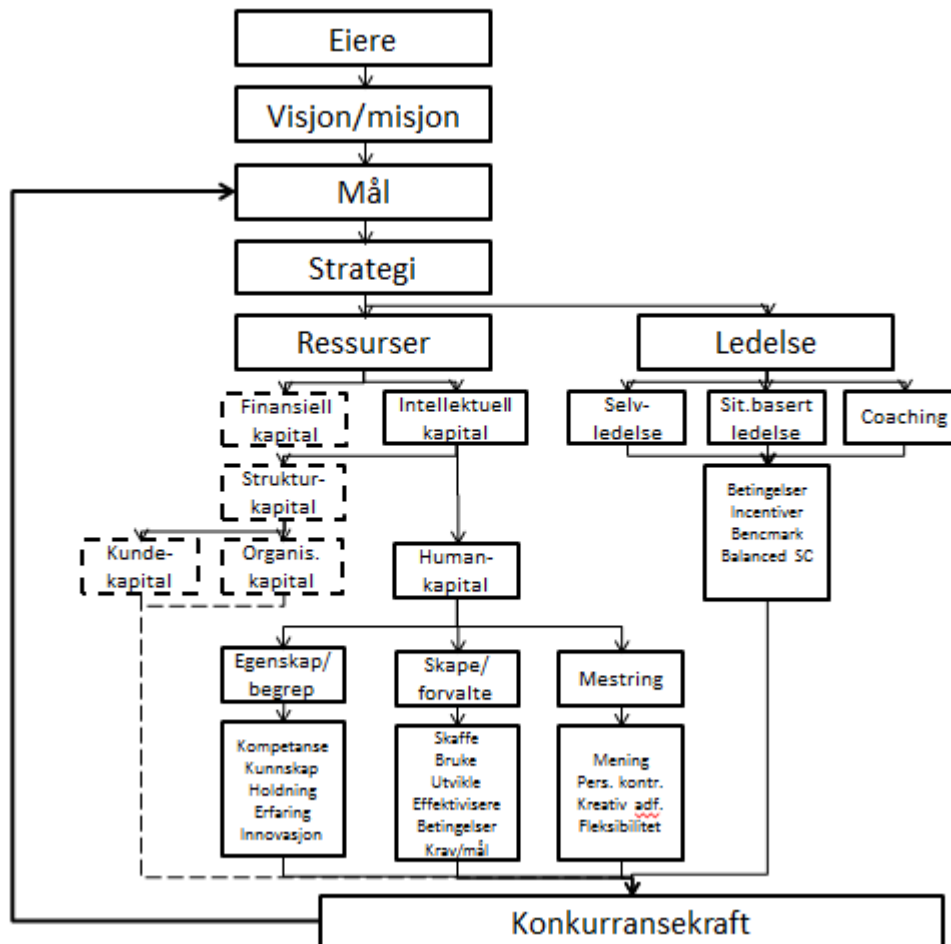 Eiere
Visjon/misjon
Mål
Strategi
Ressurser
Ledelse
Finansiell
kapital
Intellektuell
kapital
Selv-
ledelse
Sit.basert
ledelse
Coaching
Struktur-
kapital
Betingelser
Incentiver
Bencmark
Balanced SC
Kunde-
kapital
Organis.
kapital
Human-
kapital
Egenskap/
begrep
Skape/
forvalte
Mestring
Kompetanse
Kunnskap
Holdning
Erfaring
Innovasjon
Skaffe
Bruke
Utvikle
Effektivisere
Betingelser
Krav/mål
Mening
Pers. kontr.
Kreativ adf.
Fleksibilitet
Konkurransekraft